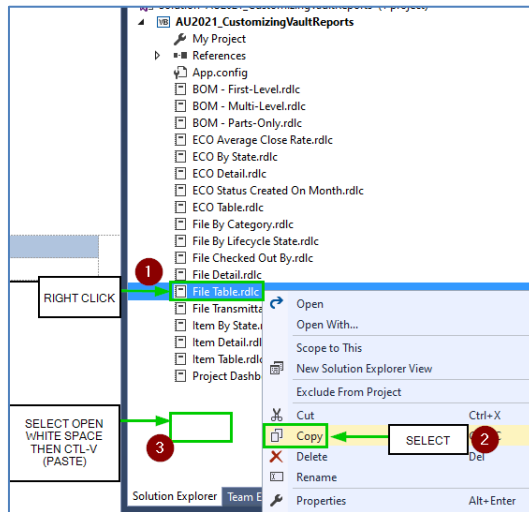 Solution 'AU2021_CustomizingVaultReports' (1 project)
AU2021_CustomizingVaultReports
My Project
References
App.config
BOM - First-Level.rdlc
BOM - Multi-Level.rdlc
BOM - Parts-Only.rdlc
ECO Average Close Rate.rdlc
ECO By State.rdlc
ECO Detail.rdlc
ECO Status Created On Month.rdlc
ECO Table.rdlc
File By Category.rdlc
File By Lifecycle State.rdlc
File Checked Out By.rdlc
File Detail.rdlc
1
RIGHT CLICK
File Table.rdlc
File Transmitta
Item By State.r
Item Detail.rdl
Item Table.rdlc
Project Dashb
Open
Open With...
Scope to This
New Solution Explorer View
Exclude From Project
Cut Ctrl+X
Copy
SELECT
2
Delete Del
Rename
Properties Alt+Enter
SELECT OPEN
WHITE SPACE
THEN CTL-V
(PASTE)
3
Solution Explorer Team E